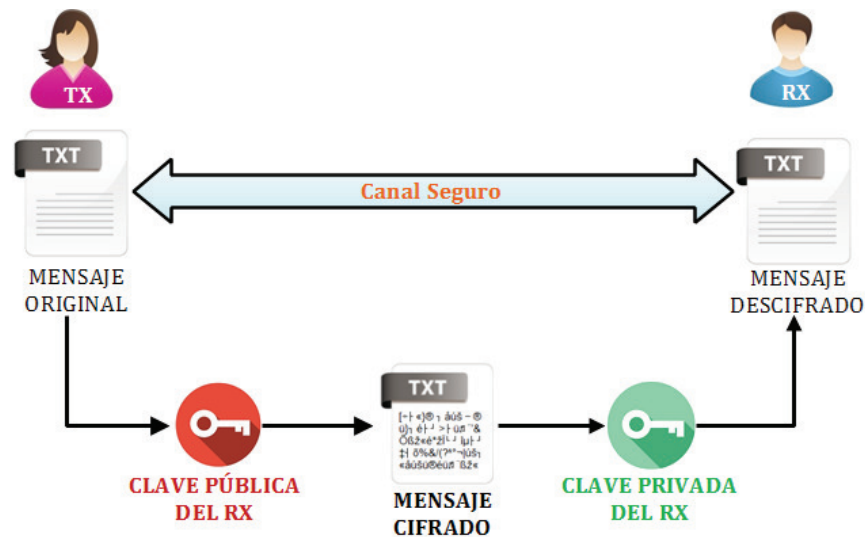 TX
RX
TXT
TXT
Canal Seguro
MENSAJE
ORIGINAL
MENSAJE
DESCIFRADO
TXT
CLAVE PÚBLICA
DEL RX
MENSAJE
CIFRADO
CLAVE PRIVADA
DEL RX